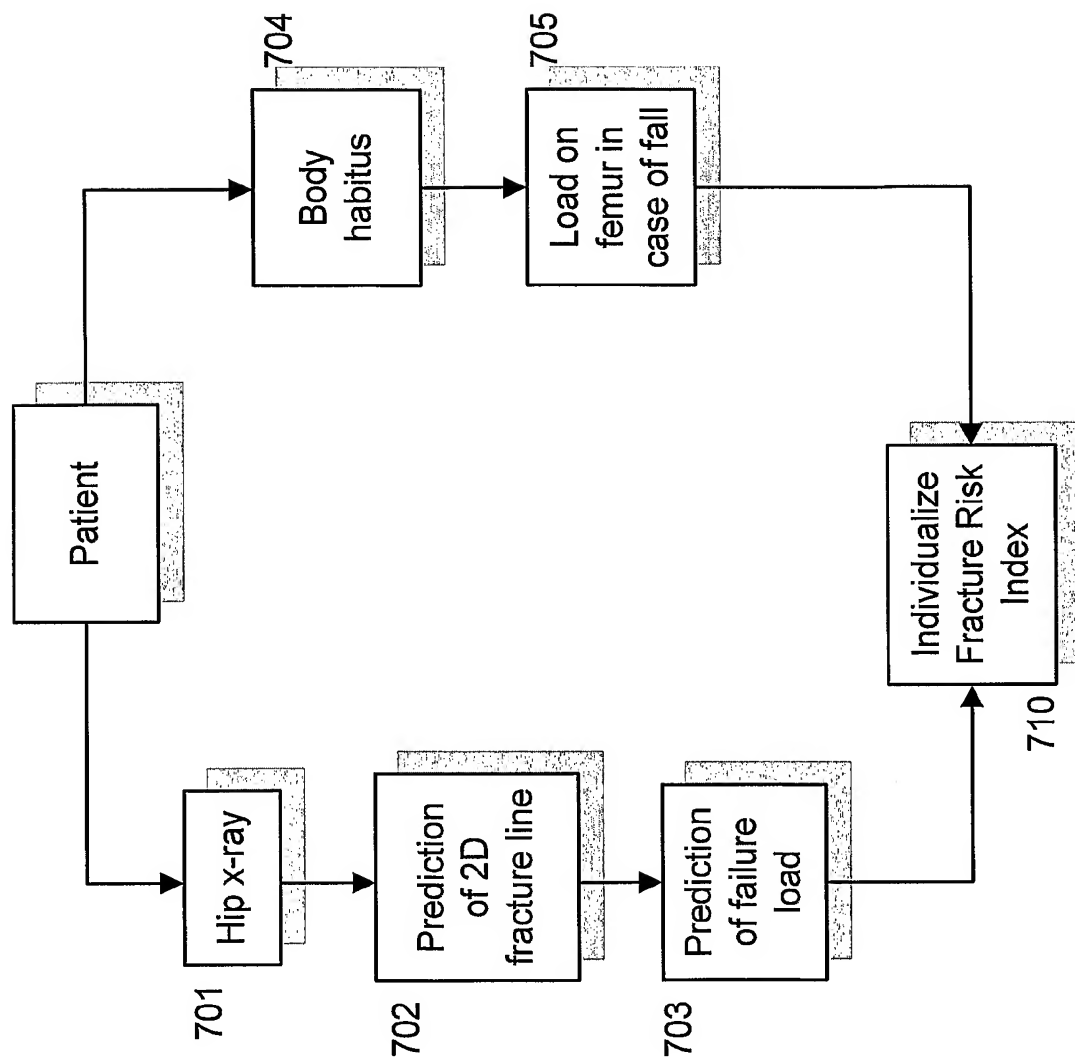 Patient
701
Hip x-ray
702
Prediction
of 2D
fracture line
703
Prediction
of failure
load
704
Body
habitus
705
Load on
femur in
case of fall
710
Individualize
Fracture Risk
Index